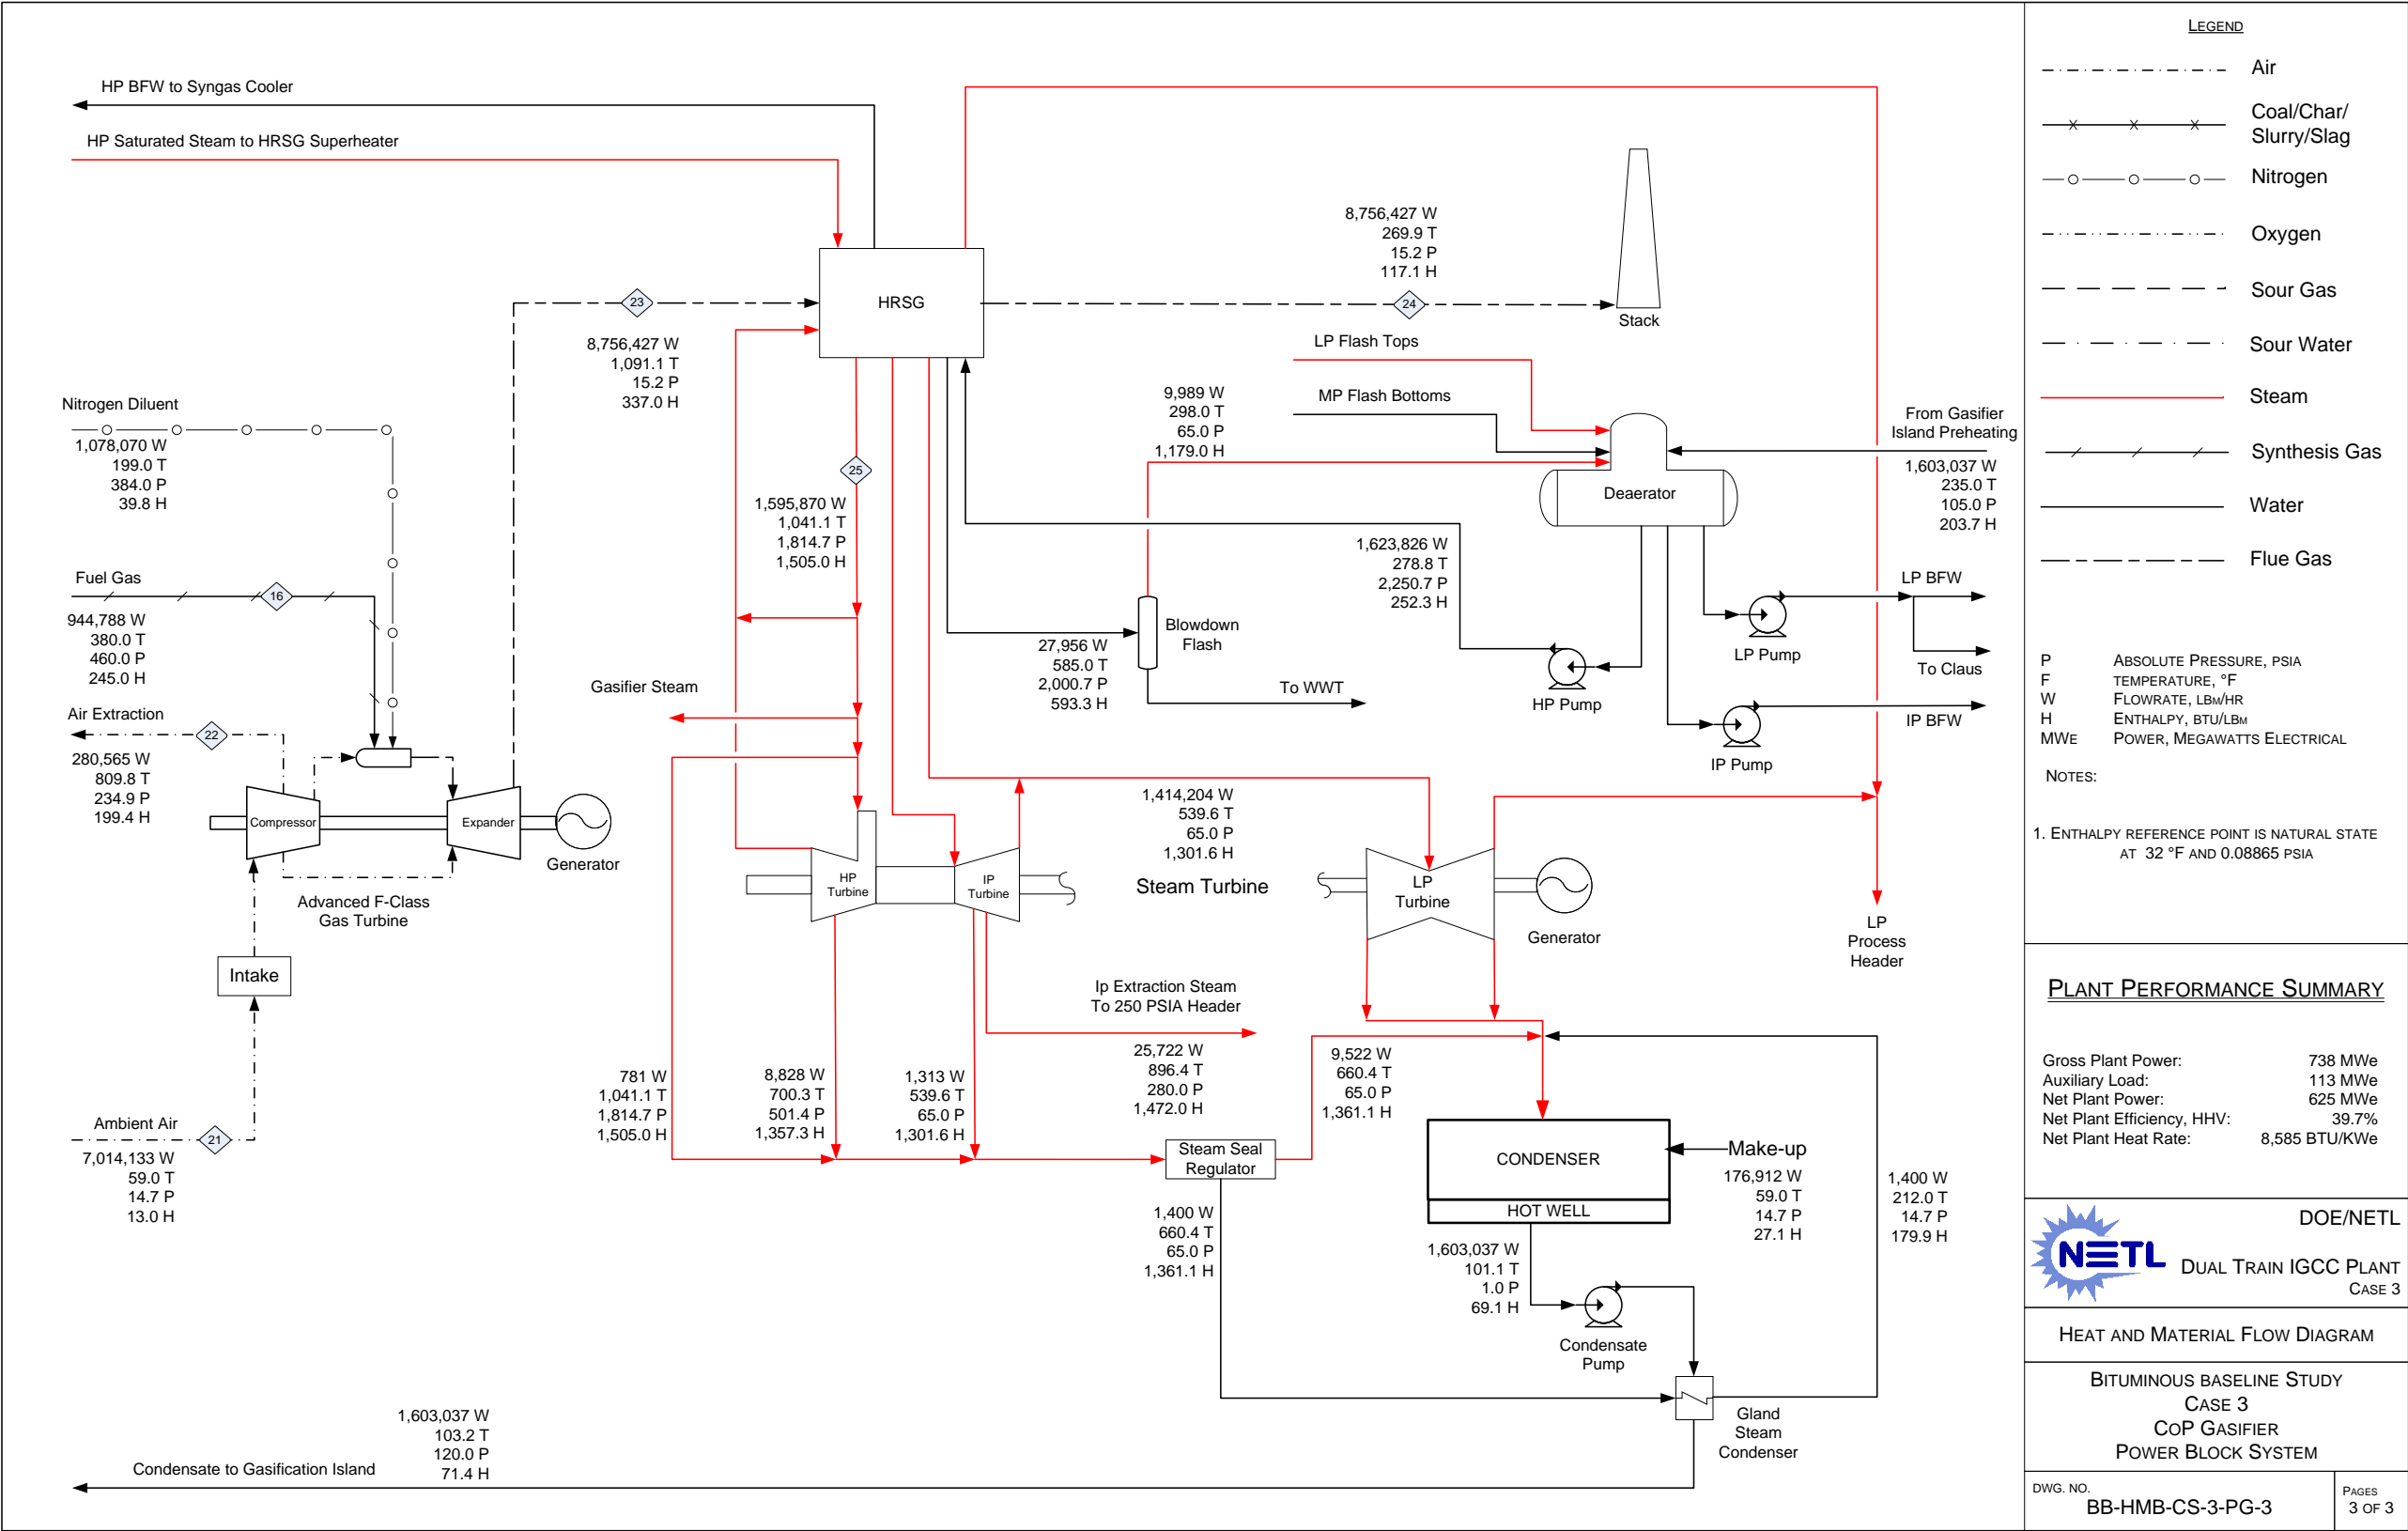 HP BFW to Syngas Cooler
HP Saturated Steam to HRSG Superheater
HRSG
23
8,756,427 W
1,091.1 T
15.2 P
337.0 H
8,756,427 W
269.9 T
15.2 P
117.1 H
24
Stack
Nitrogen Diluent
1,078,070 W
199.0 T
384.0 P
39.8 H
Fuel Gas
16
944,788 W
380.0 T
460.0 P
245.0 H
Air Extraction
22
280,565 W
809.8 T
234.9 P
199.4 H
Compressor
Expander
Generator
Advanced F-Class
Gas Turbine
Intake
Ambient Air
21
7,014,133 W
59.0 T
14.7 P
13.0 H
25
1,595,870 W
1,041.1 T
1,814.7 P
1,505.0 H
Gasifier Steam
LP Flash Tops
MP Flash Bottoms
9,989 W
298.0 T
65.0 P
1,179.0 H
From Gasifier
Island Preheating
1,603,037 W
235.0 T
105.0 P
203.7 H
Deaerator
1,623,826 W
278.8 T
2,250.7 P
252.3 H
Blowdown
Flash
27,956 W
585.0 T
2,000.7 P
593.3 H
To WWT
HP Pump
LP BFW
LP Pump
To Claus
IP BFW
IP Pump
HP
Turbine
IP
Turbine
1,414,204 W
539.6 T
65.0 P
1,301.6 H
Steam Turbine
LP
Turbine
Generator
LP
Process
Header
Ip Extraction Steam
To 250 PSIA Header
25,722 W
896.4 T
280.0 P
1,472.0 H
781 W
1,041.1 T
1,814.7 P
1,505.0 H
8,828 W
700.3 T
501.4 P
1,357.3 H
1,313 W
539.6 T
65.0 P
1,301.6 H
9,522 W
660.4 T
65.0 P
1,361.1 H
Steam Seal
Regulator
1,400 W
660.4 T
65.0 P
1,361.1 H
CONDENSER
HOT WELL
Make-up
176,912 W
59.0 T
14.7 P
27.1 H
1,400 W
212.0 T
14.7 P
179.9 H
1,603,037 W
101.1 T
1.0 P
69.1 H
Condensate
Pump
Gland
Steam
Condenser
1,603,037 W
103.2 T
120.0 P
71.4 H
Condensate to Gasification Island
LEGEND
Air
Coal/Char/
Slurry/Slag
Nitrogen
Oxygen
Sour Gas
Sour Water
Steam
Synthesis Gas
Water
Flue Gas
P ABSOLUTE PRESSURE, PSIA
F TEMPERATURE, °F
W FLOWRATE, LBM/HR
H ENTHALPY, BTU/LBM
MWE POWER, MEGAWATTS ELECTRICAL
NOTES:
1. ENTHALPY REFERENCE POINT IS NATURAL STATE
AT 32 °F AND 0.08865 PSIA
PLANT PERFORMANCE SUMMARY
Gross Plant Power: 738 MWe
Auxiliary Load: 113 MWe
Net Plant Power: 625 MWe
Net Plant Efficiency, HHV: 39.7%
Net Plant Heat Rate: 8,585 BTU/KWe
NETL
DOE/NETL
DUAL TRAIN IGCC PLANT
CASE 3
HEAT AND MATERIAL FLOW DIAGRAM
BITUMINOUS BASELINE STUDY
CASE 3
COP GASIFIER
POWER BLOCK SYSTEM
DWG. NO.
BB-HMB-CS-3-PG-3
PAGES
3 OF 3